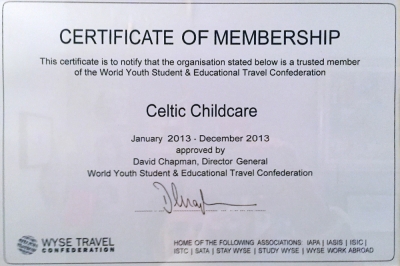 CERTIFICATE OF MEMBERSHIP
This certificate is to notify that the organisation stated below is a trusted member
of the World Youth Student & Educational Travel Confederation
Celtic Childcare
January 2013 - December 2013
approved by
David Chapman, Director General
World Youth Student & Educational Travel Confederation
WYSE TRAVEL
CONFEDERATION
HOME OF THE FOLLOWING ASSOCIATIONS: IAPA | IASIS | ISIC |
ISTC | SATA | STAY WYSE | STUDY WYSE | WYSE WORK ABROAD